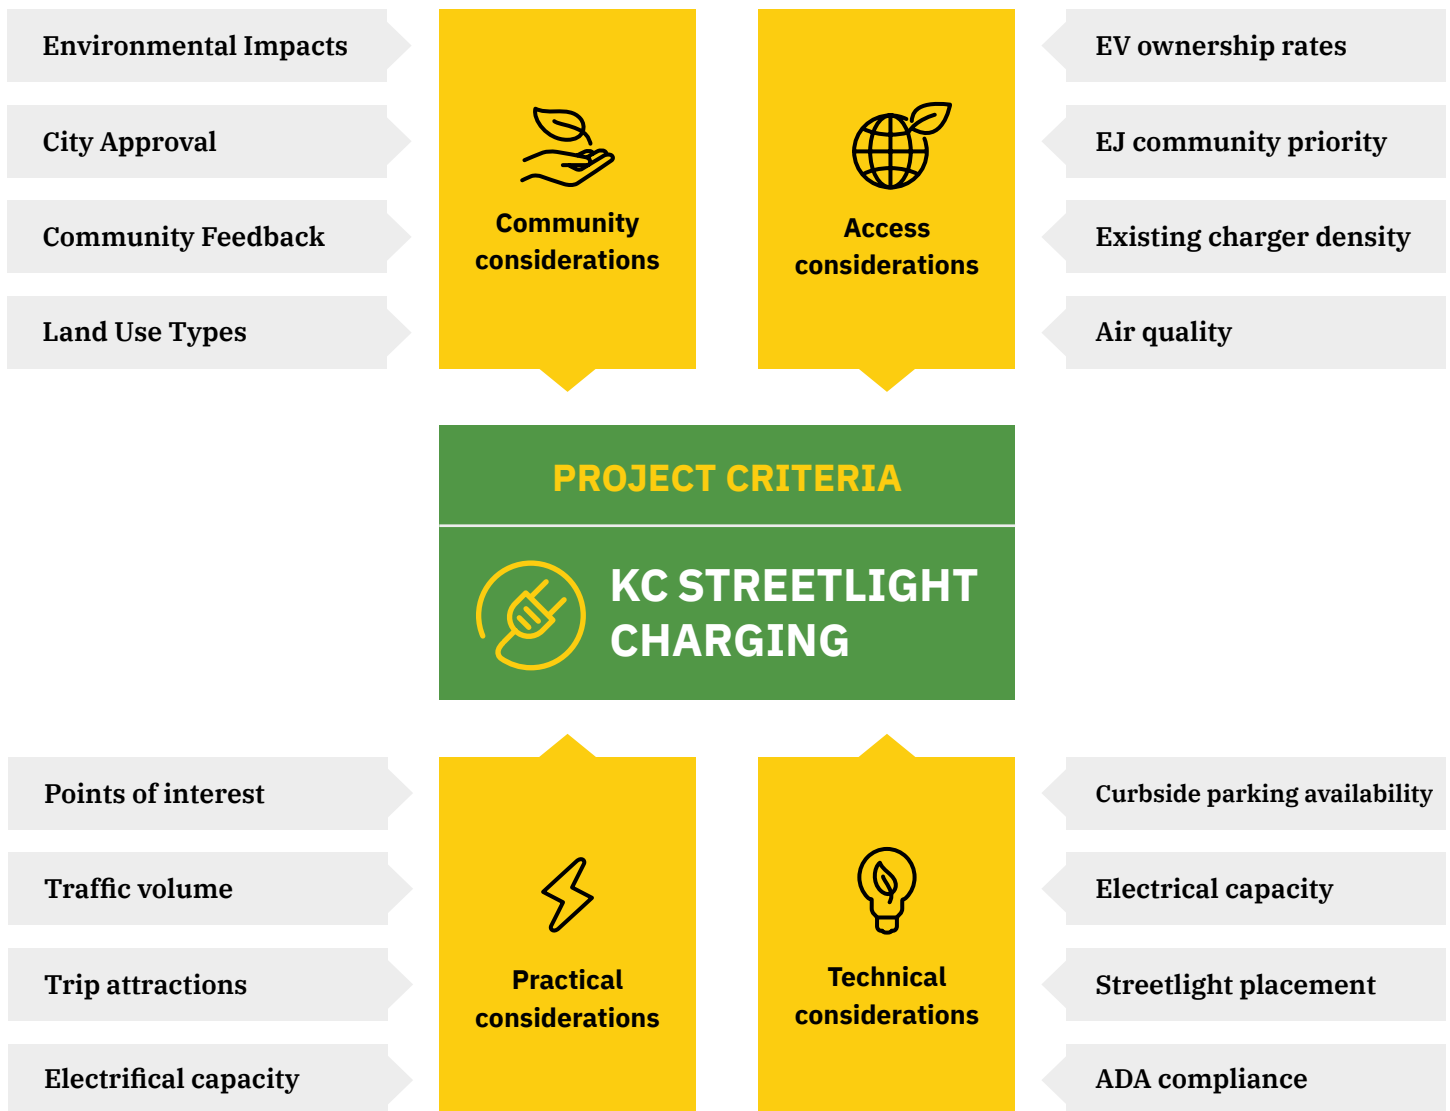 Environmental Impacts
City Approval
Community Feedback
Land Use Types
Community
considerations
Access
considerations
EV ownership rates
EJ community priority
Existing charger density
Air quality
PROJECT CRITERIA
KC STREETLIGHT
CHARGING
Points of interest
Traffic volume
Trip attractions
Electrifical capacity
Practical
considerations
Technical
considerations
Curbside parking availability
Electrical capacity
Streetlight placement
ADA compliance